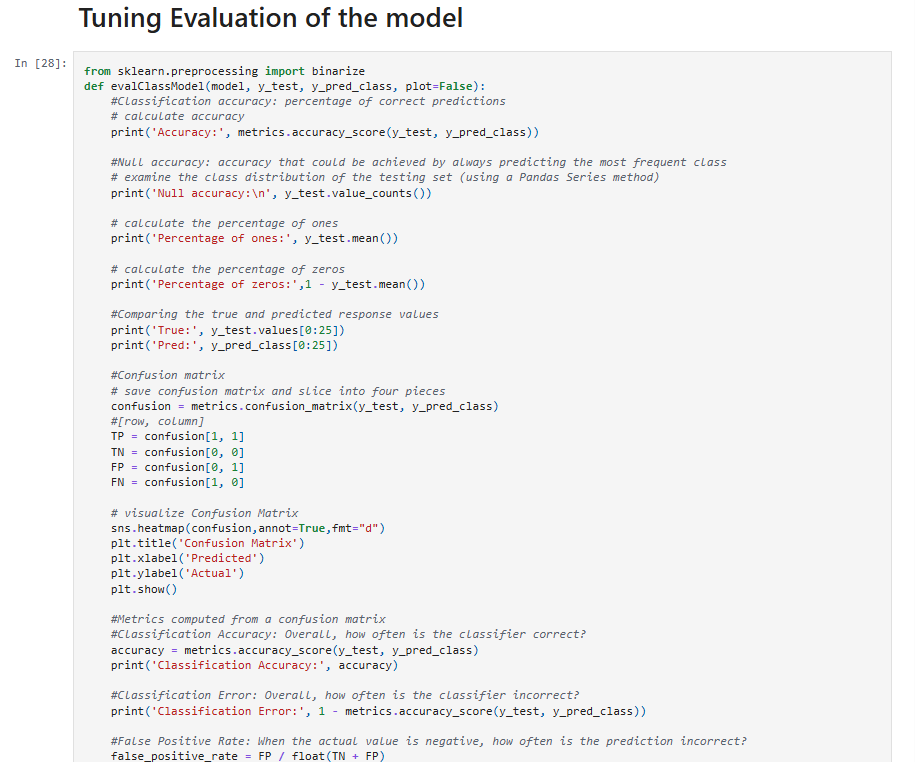 Tuning Evaluation of the model
In [28]:
from sklearn.preprocessing import binarize
def evalClassModel(model, y_test, y_pred_class, plot=False):
    #Classification accuracy: percentage of correct predictions
    # calculate accuracy
    print('Accuracy:', metrics.accuracy_score(y_test, y_pred_class))

    #Null accuracy: accuracy that could be achieved by always predicting the most frequent class
    # examine the class distribution of the testing set (using a Pandas Series method)
    print('Null accuracy:\n', y_test.value_counts())

    # calculate the percentage of ones
    print('Percentage of ones:', y_test.mean())

    # calculate the percentage of zeros
    print('Percentage of zeros:',1 - y_test.mean())

    #Comparing the true and predicted response values
    print('True:', y_test.values[0:25])
    print('Pred:', y_pred_class[0:25])

    #Confusion matrix
    # save confusion matrix and slice into four pieces
    confusion = metrics.confusion_matrix(y_test, y_pred_class)
    #[row, column]
    TP = confusion[1, 1]
    TN = confusion[0, 0]
    FP = confusion[0, 1]
    FN = confusion[1, 0]

    # visualize Confusion Matrix
    sns.heatmap(confusion,annot=True,fmt="d")
    plt.title('Confusion Matrix')
    plt.xlabel('Predicted')
    plt.ylabel('Actual')
    plt.show()

    #Metrics computed from a confusion matrix
    #Classification Accuracy: Overall, how often is the classifier correct?
    accuracy = metrics.accuracy_score(y_test, y_pred_class)
    print('Classification Accuracy:', accuracy)

    #Classification Error: Overall, how often is the classifier incorrect?
    print('Classification Error:', 1 - metrics.accuracy_score(y_test, y_pred_class))

    #False Positive Rate: When the actual value is negative, how often is the prediction incorrect?
    false_positive_rate = FP / float(TN + FP)